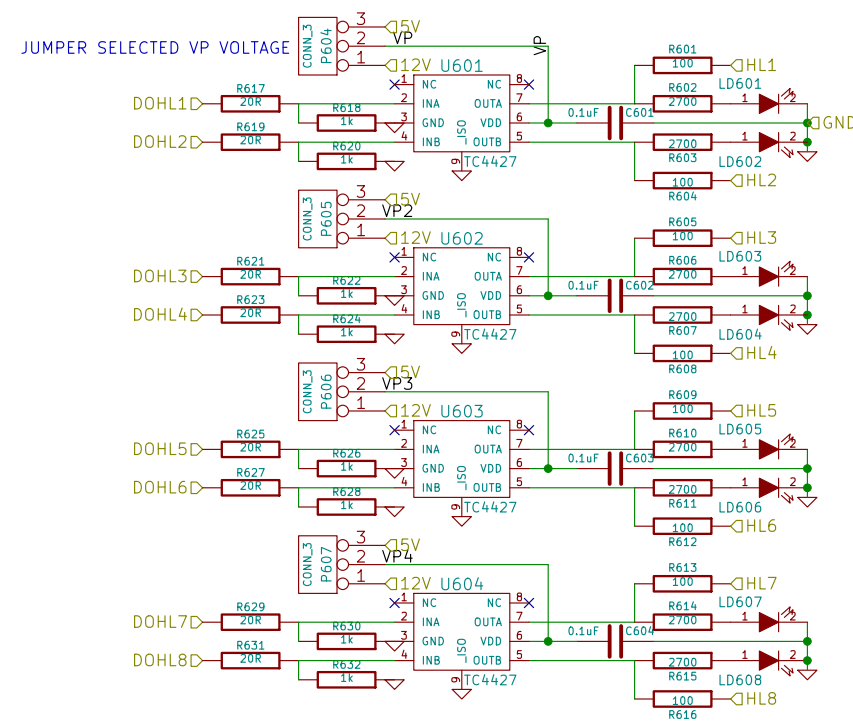 JUMPER SELECTED VP VOLTAGE
CONN_3
P604
3
2
1
5V
VP
12V
VP
U601
1 NC
NC 8
2 INA
OUTA 7
3 GND
VDD 6
4 INB
OUTB 5
_ISO
9
TC4427
DOHL1
R617
20R
R618
1k
DOHL2
R619
20R
R620
1k
0.1uF
C601
R601
100
HL1
R602
2700
LD601
1
2
GND
2700
R603
1
2
LD602
100
R604
HL2
CONN_3
P605
3
2
1
5V
VP2
12V
U602
1 NC
NC 8
2 INA
OUTA 7
3 GND
VDD 6
4 INB
OUTB 5
_ISO
9
TC4427
DOHL3
R621
20R
R622
1k
DOHL4
R623
20R
R624
1k
0.1uF
C602
R605
100
HL3
R606
2700
LD603
1
2
2700
R607
1
2
LD604
100
R608
HL4
CONN_3
P606
3
2
1
5V
VP3
12V
U603
1 NC
NC 8
2 INA
OUTA 7
3 GND
VDD 6
4 INB
OUTB 5
_ISO
9
TC4427
DOHL5
R625
20R
R626
1k
DOHL6
R627
20R
R628
1k
0.1uF
C603
R609
100
HL5
R610
2700
LD605
1
2
2700
R611
1
2
LD606
100
R612
HL6
CONN_3
P607
3
2
1
5V
VP4
12V
U604
1 NC
NC 8
2 INA
OUTA 7
3 GND
VDD 6
4 INB
OUTB 5
_ISO
9
TC4427
DOHL7
R629
20R
R630
1k
DOHL8
R631
20R
R632
1k
0.1uF
C604
R613
100
HL7
R614
2700
LD607
1
2
2700
R615
1
2
LD608
100
R616
HL8